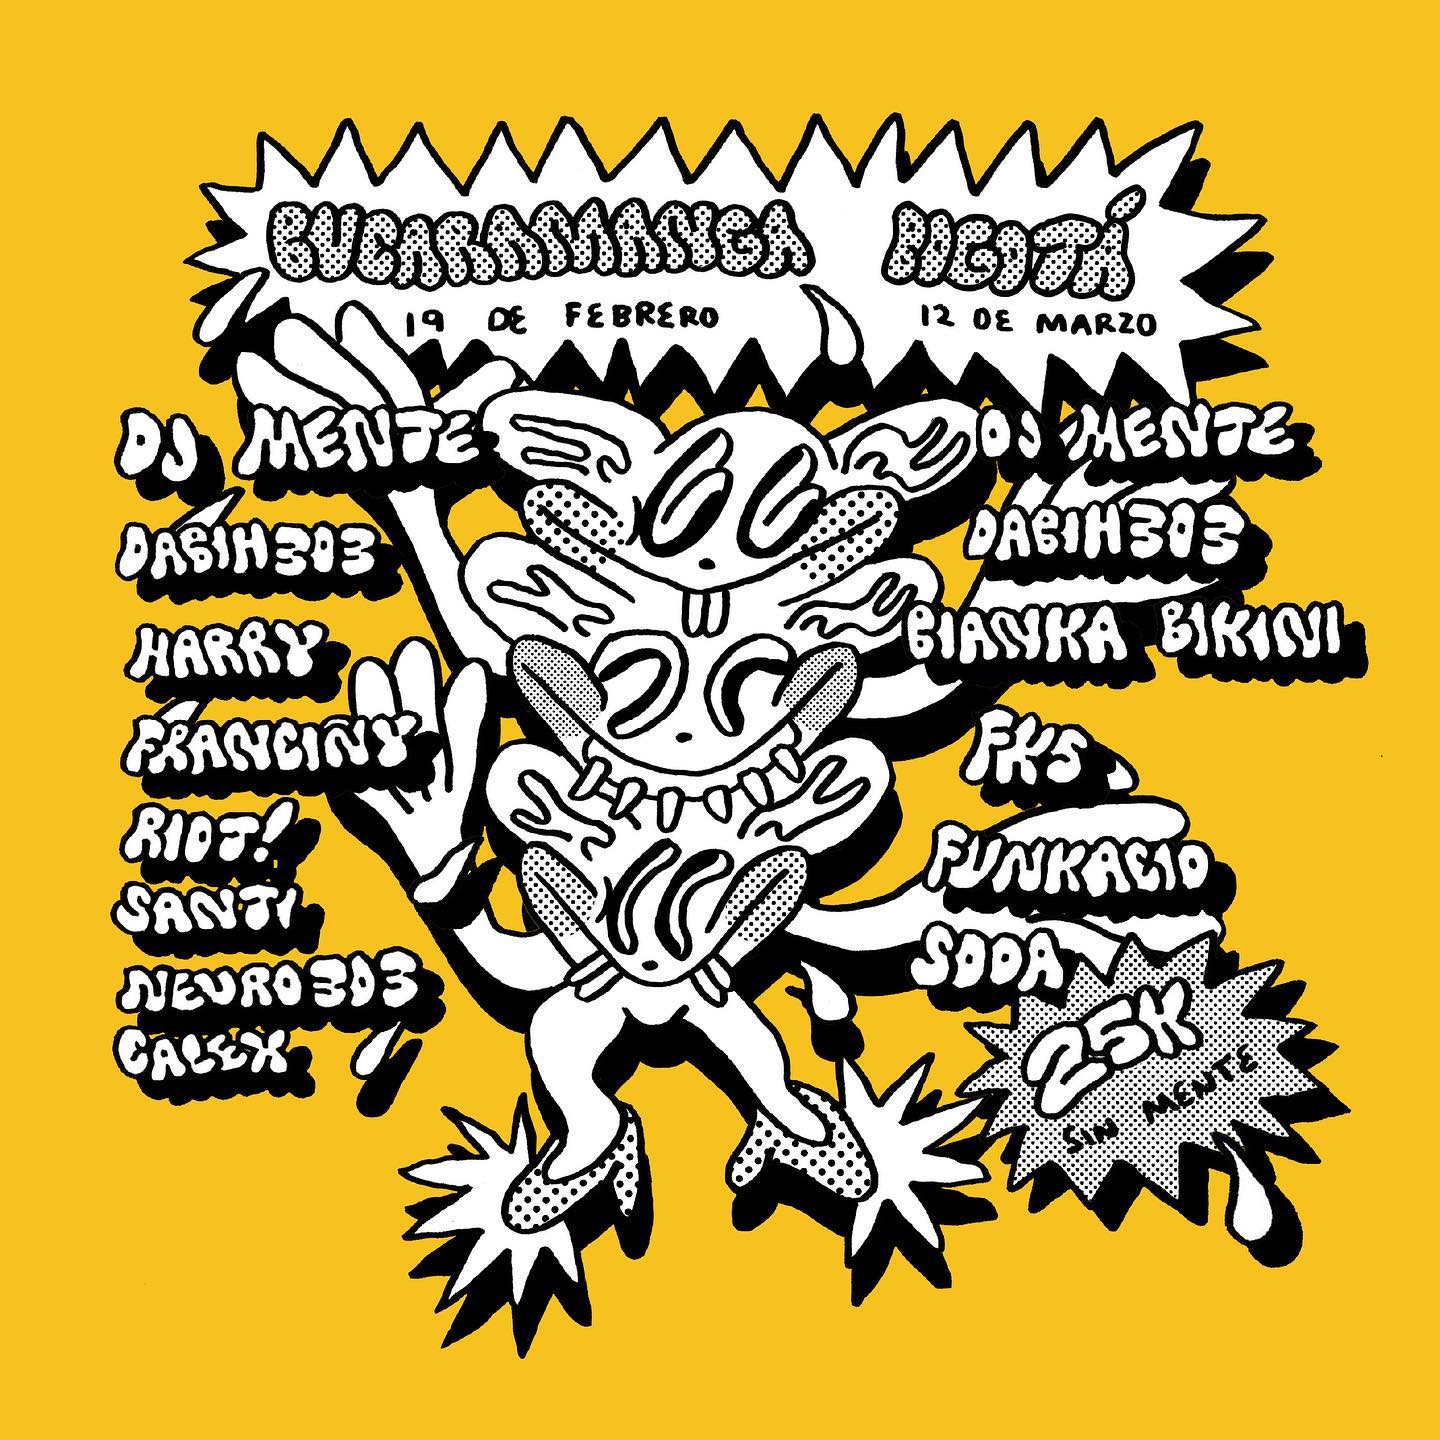 BUCARAMANGA
19 DE FEBRERO
DJ MENTE
DABIH303
HARRY
FRANCIÑY
RIOT!
SANTI
NEURO303
CALEX
BOGOTÁ
12 DE MARZO
DJ MENTE
DABIH303
BIANKA BIKINI
FKS
FUNKACID
SODA
25K
SIN MENTE